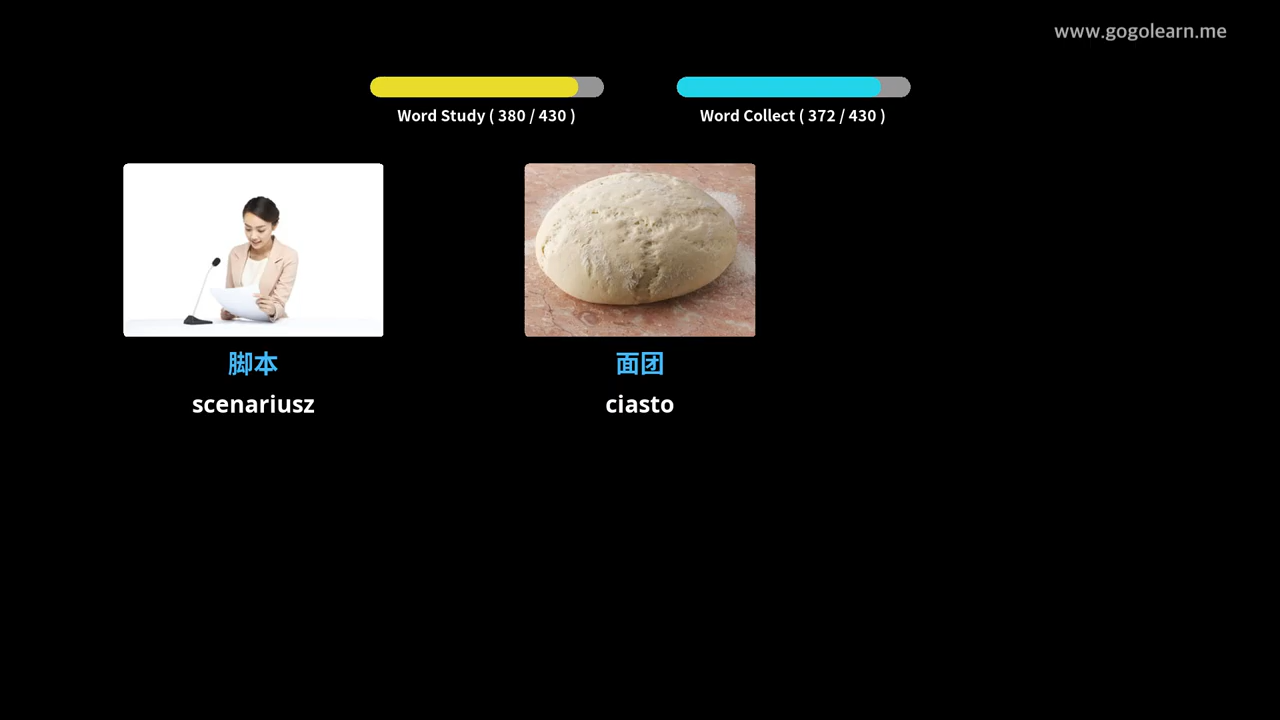 www.gogolearn.me
Word Study ( 380 / 430 )
Word Collect ( 372 / 430 )
脚本
scenariusz
面团
ciasto